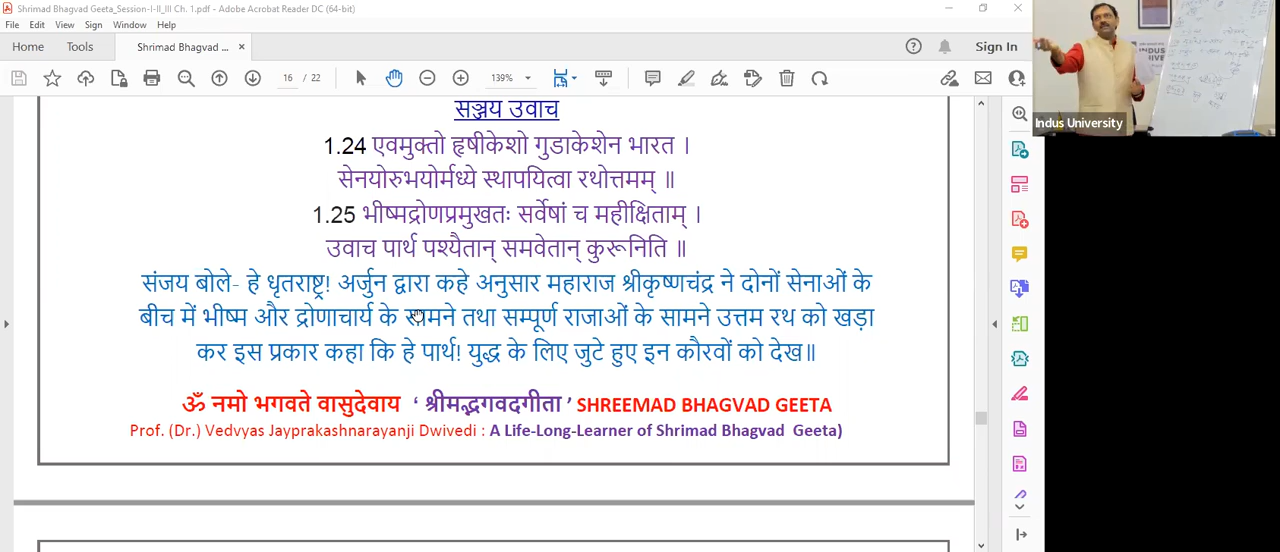 Shrimad Bhagvad Geeta_Session-I-II_III Ch. 1.pdf - Adobe Acrobat Reader DC (64-bit)
File Edit View Sign Window Help
Home Tools Shrimad Bhagvad ... × Sign In
16 / 22 139%
सञ्जय उवाच
1.24 एवमुक्तो हृषीकेशो गुडाकेशेन भारत ।
सेनयोरुभयोर्मध्ये स्थापयित्वा रथोत्तमम् ॥
1.25 भीष्मद्रोणप्रमुखतः सर्वेषां च महीक्षिताम् ।
उवाच पार्थ पश्यैतान् समवेतान् कुरूनिति ॥
संजय बोले- हे धृतराष्ट्र! अर्जुन द्वारा कहे अनुसार महाराज श्रीकृष्णचंद्र ने दोनों सेनाओं के
बीच में भीष्म और द्रोणाचार्य के सामने तथा सम्पूर्ण राजाओं के सामने उत्तम रथ को खड़ा
कर इस प्रकार कहा कि हे पार्थ! युद्ध के लिए जुटे हुए इन कौरवों को देख॥
ॐ नमो भगवते वासुदेवाय ‘ श्रीमद्भगवदगीता ’ SHREEMAD BHAGVAD GEETA
Prof. (Dr.) Vedvyas Jayprakashnarayanji Dwivedi : A Life-Long-Learner of Shrimad Bhagvad Geeta)
Indus University